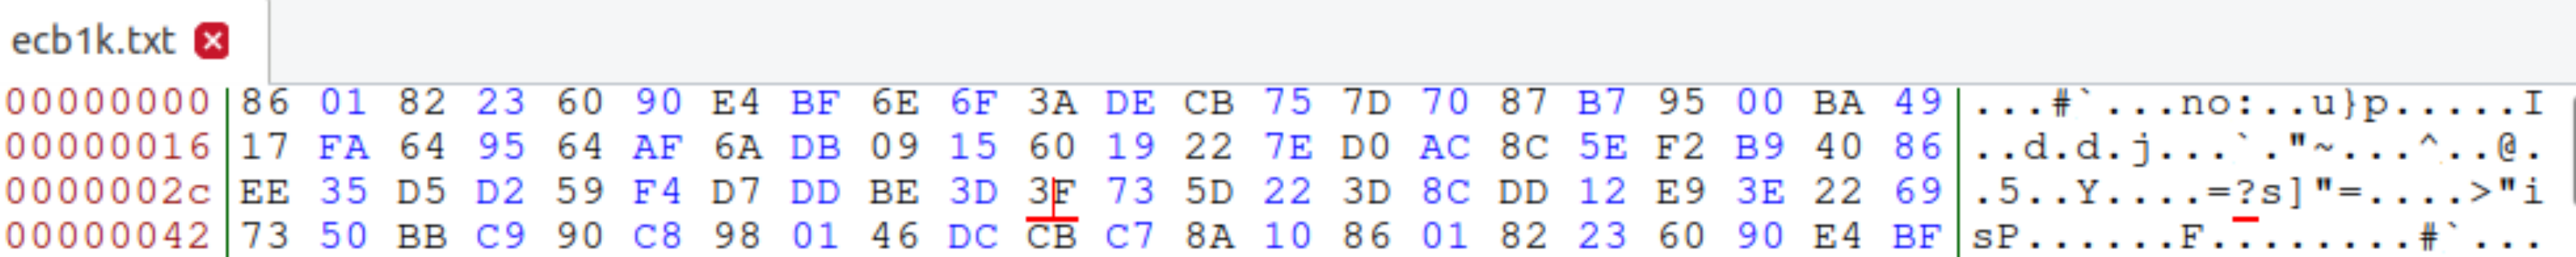 ecb1k.txt
00000000 86 01 82 23 60 90 E4 BF 6E 6F 3A DE CB 75 7D 70 87 B7 95 00 BA 49 ...#`...no:..u}p.....I
00000016 17 FA 64 95 64 AF 6A DB 09 15 60 19 22 7E D0 AC 8C 5E F2 B9 40 86 ..d.d.j...`."~...^..@.
0000002c EE 35 D5 D2 59 F4 D7 DD BE 3D 3F 73 5D 22 3D 8C DD 12 E9 3E 22 69 .5..Y....=?s]"=....>"i
00000042 73 50 BB C9 90 C8 98 01 46 DC CB C7 8A 10 86 01 82 23 60 90 E4 BF sP......F........#`...